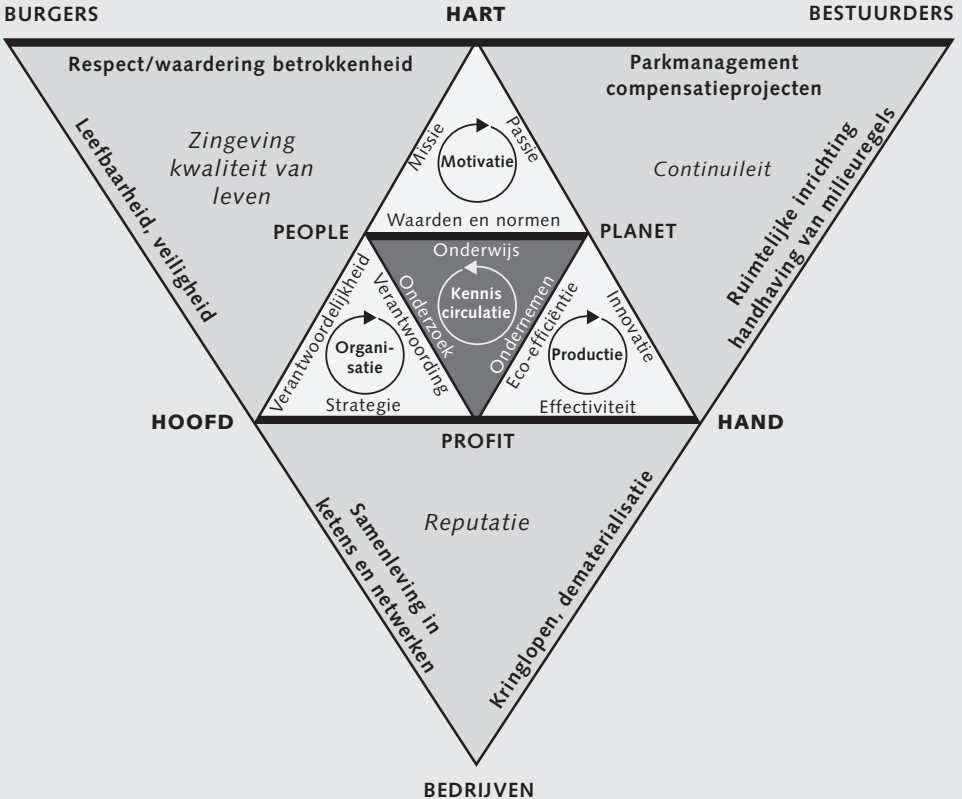 BURGERS
HART
BESTUURDERS
Respect/waardering betrokkenheid
Parkmanagement
compensatieprojecten
Leefbaarheid, veiligheid
Zingeving
kwaliteit van
leven
Missie
Motivatie
Passie
Waarden en normen
Continuileit
Ruimtelijke inrichting
handhaving van milieuregels
PEOPLE
PLANET
Onderwijs
Onderzoek
Kennis
circulatie
Ondernemen
Verantwoordelijkheid
Organi-
satie
Verantwoording
Strategie
Eco-efficiëntie
Productie
Innovatie
Effectiviteit
HOOFD
HAND
PROFIT
Samenleving in
ketens en netwerken
Reputatie
Kringlopen, dematerialisatie
BEDRIJVEN